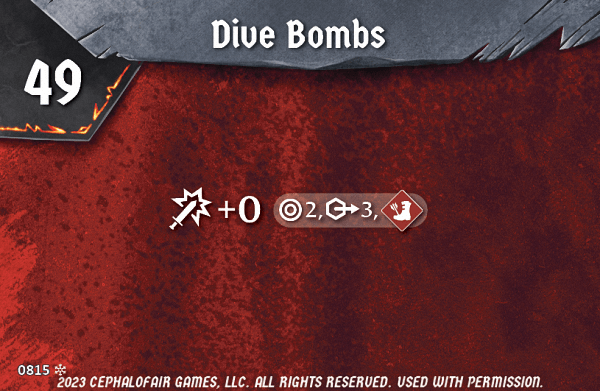 Dive Bombs
49
+0 2, 3,
0815
2023 CEPHALOFAIR GAMES, LLC. ALL RIGHTS RESERVED. USED WITH PERMISSION.